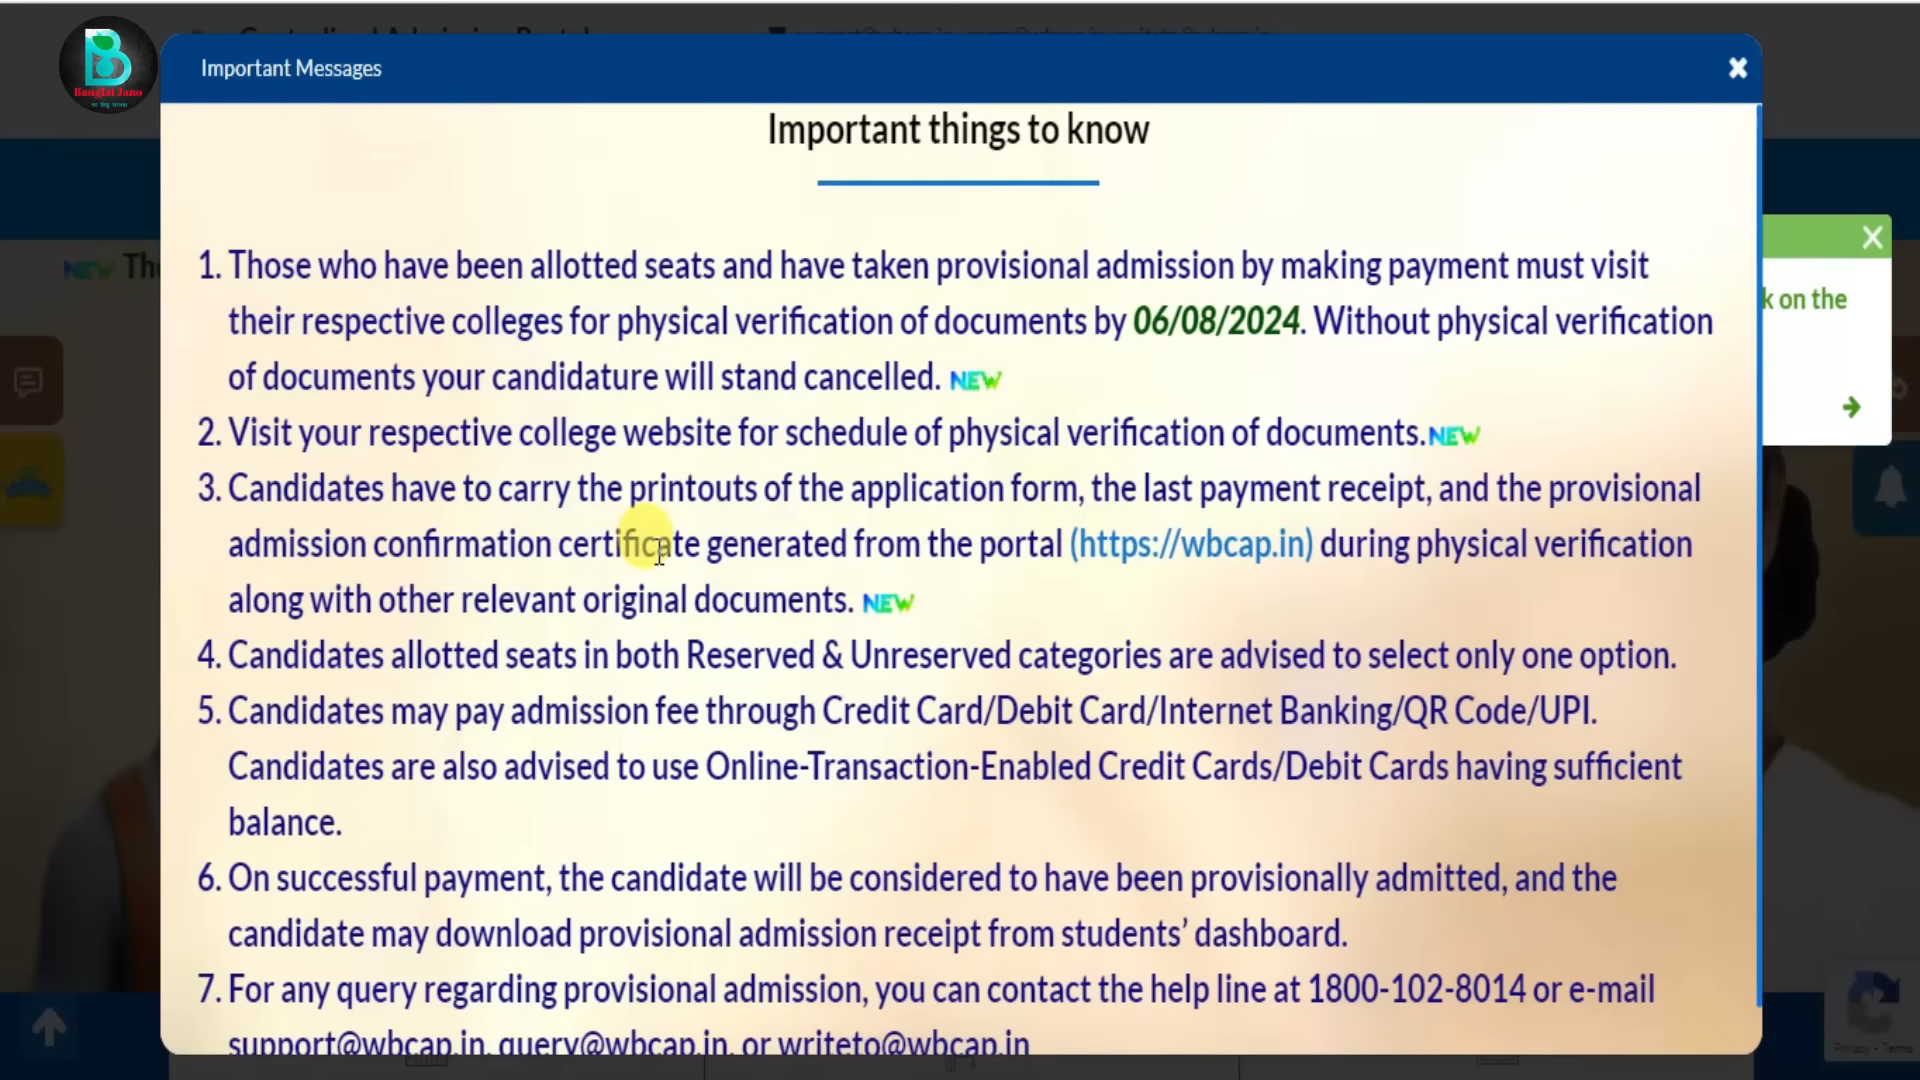 Important Messages
Important things to know
1. Those who have been allotted seats and have taken provisional admission by making payment must visit
their respective colleges for physical verification of documents by 06/08/2024. Without physical verification
of documents your candidature will stand cancelled. NEW
2. Visit your respective college website for schedule of physical verification of documents. NEW
3. Candidates have to carry the printouts of the application form, the last payment receipt, and the provisional
admission confirmation certificate generated from the portal (https://wbcap.in) during physical verification
along with other relevant original documents. NEW
4. Candidates allotted seats in both Reserved & Unreserved categories are advised to select only one option.
5. Candidates may pay admission fee through Credit Card/Debit Card/Internet Banking/QR Code/UPI.
Candidates are also advised to use Online-Transaction-Enabled Credit Cards/Debit Cards having sufficient
balance.
6. On successful payment, the candidate will be considered to have been provisionally admitted, and the
candidate may download provisional admission receipt from students’ dashboard.
7. For any query regarding provisional admission, you can contact the help line at 1800-102-8014 or e-mail
support@wbcap.in, query@wbcap.in, or writeto@wbcap.in
NEW
k on the
Privacy - Terms